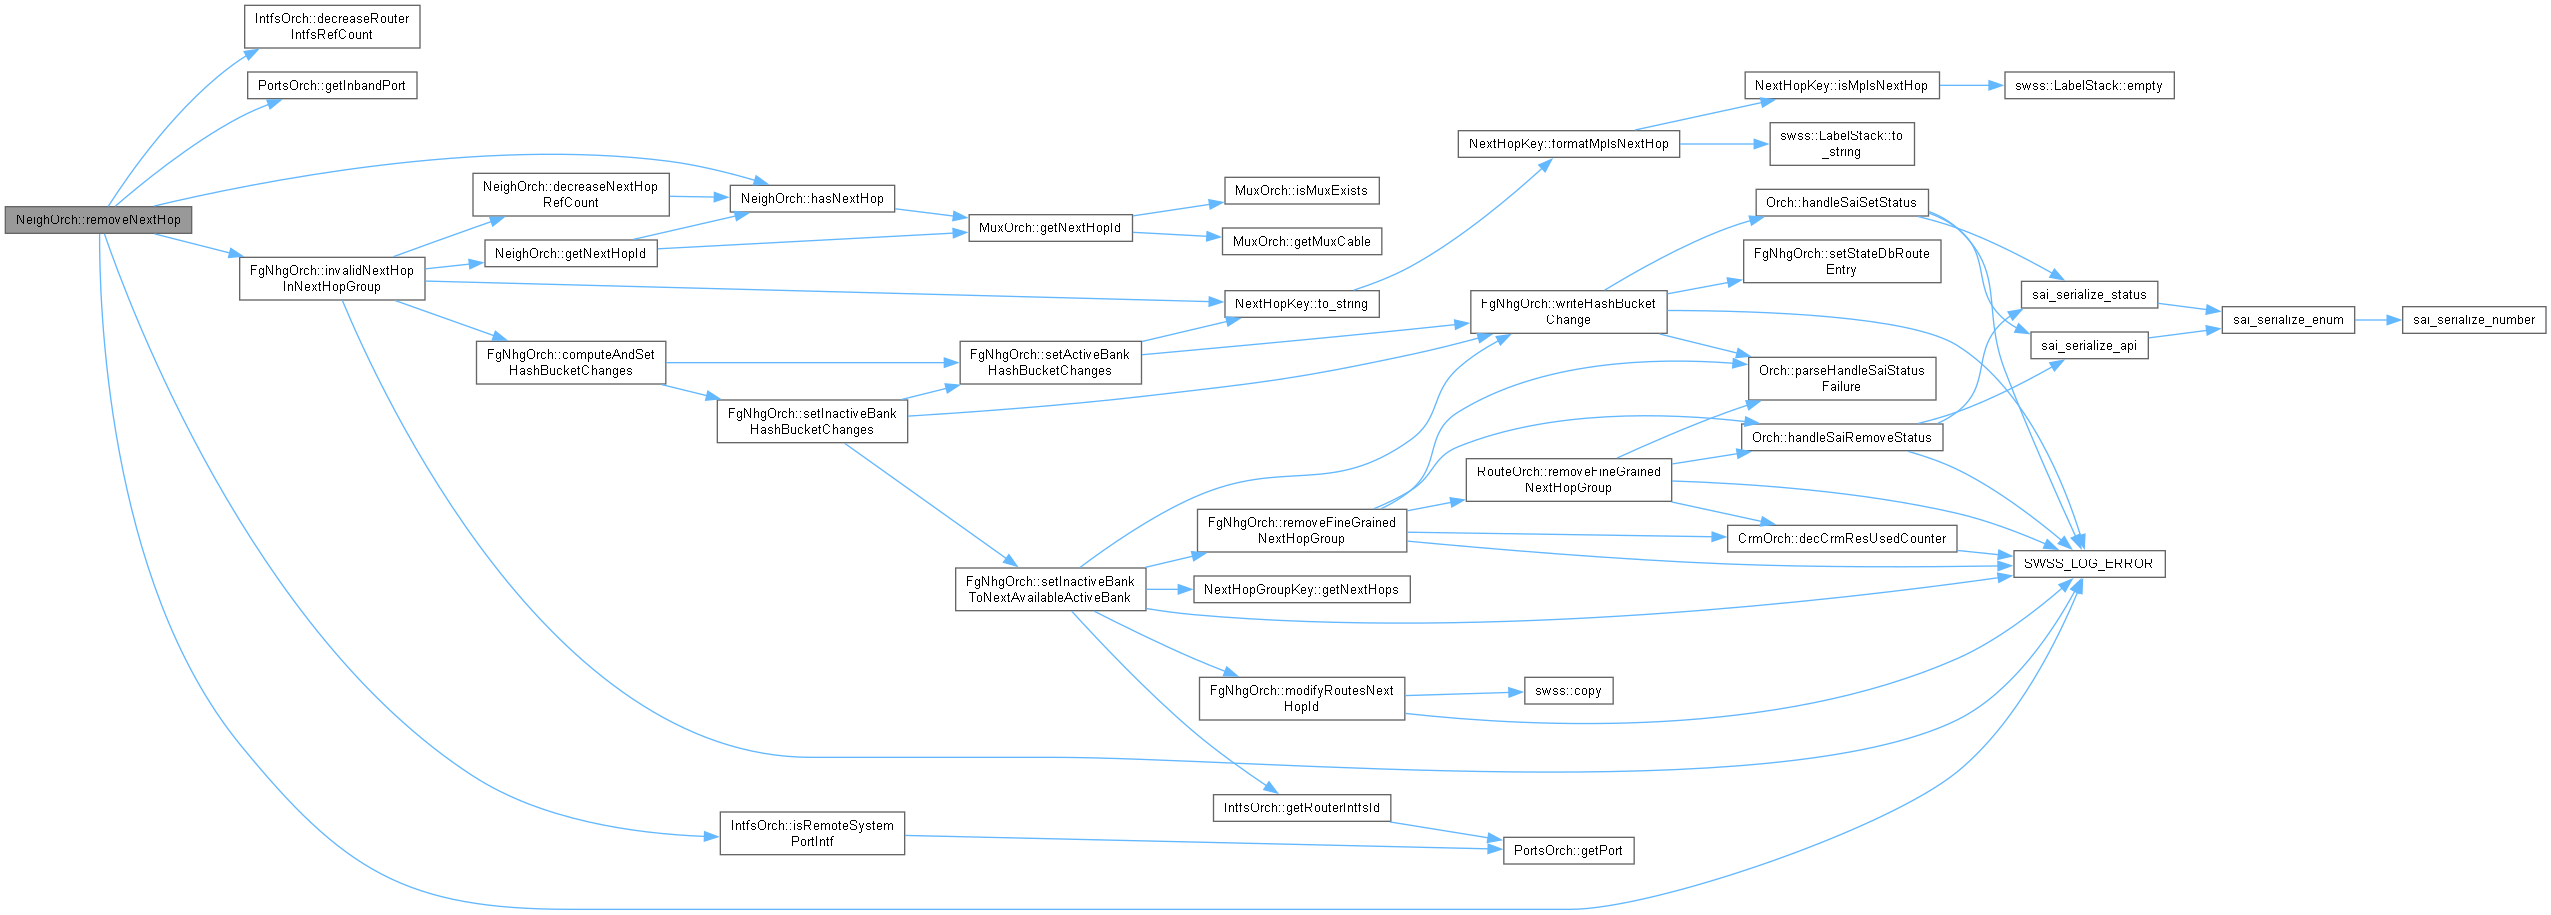 IntfsOrch::decreaseRouter
IntfsRefCount
PortsOrch::getInbandPort
NeighOrch::removeNextHop
NeighOrch::decreaseNextHop
RefCount
NeighOrch::getNextHopId
FgNhgOrch::invalidNextHop
InNextHopGroup
FgNhgOrch::computeAndSet
HashBucketChanges
NeighOrch::hasNextHop
FgNhgOrch::setInactiveBank
HashBucketChanges
IntfsOrch::isRemoteSystem
PortIntf
MuxOrch::getNextHopId
FgNhgOrch::setActiveBank
HashBucketChanges
FgNhgOrch::setInactiveBank
ToNextAvailableActiveBank
MuxOrch::isMuxExists
MuxOrch::getMuxCable
NextHopKey::to_string
FgNhgOrch::removeFineGrained
NextHopGroup
NextHopGroupKey::getNextHops
FgNhgOrch::modifyRoutesNext
HopId
IntfsOrch::getRouterIntfsId
NextHopKey::formatMplsNextHop
FgNhgOrch::writeHashBucket
Change
RouteOrch::removeFineGrained
NextHopGroup
swss::copy
PortsOrch::getPort
NextHopKey::isMplsNextHop
swss::LabelStack::to
_string
Orch::handleSaiSetStatus
FgNhgOrch::setStateDbRoute
Entry
Orch::parseHandleSaiStatus
Failure
Orch::handleSaiRemoveStatus
CrmOrch::decCrmResUsedCounter
swss::LabelStack::empty
sai_serialize_status
sai_serialize_api
SWSS_LOG_ERROR
sai_serialize_enum
sai_serialize_number